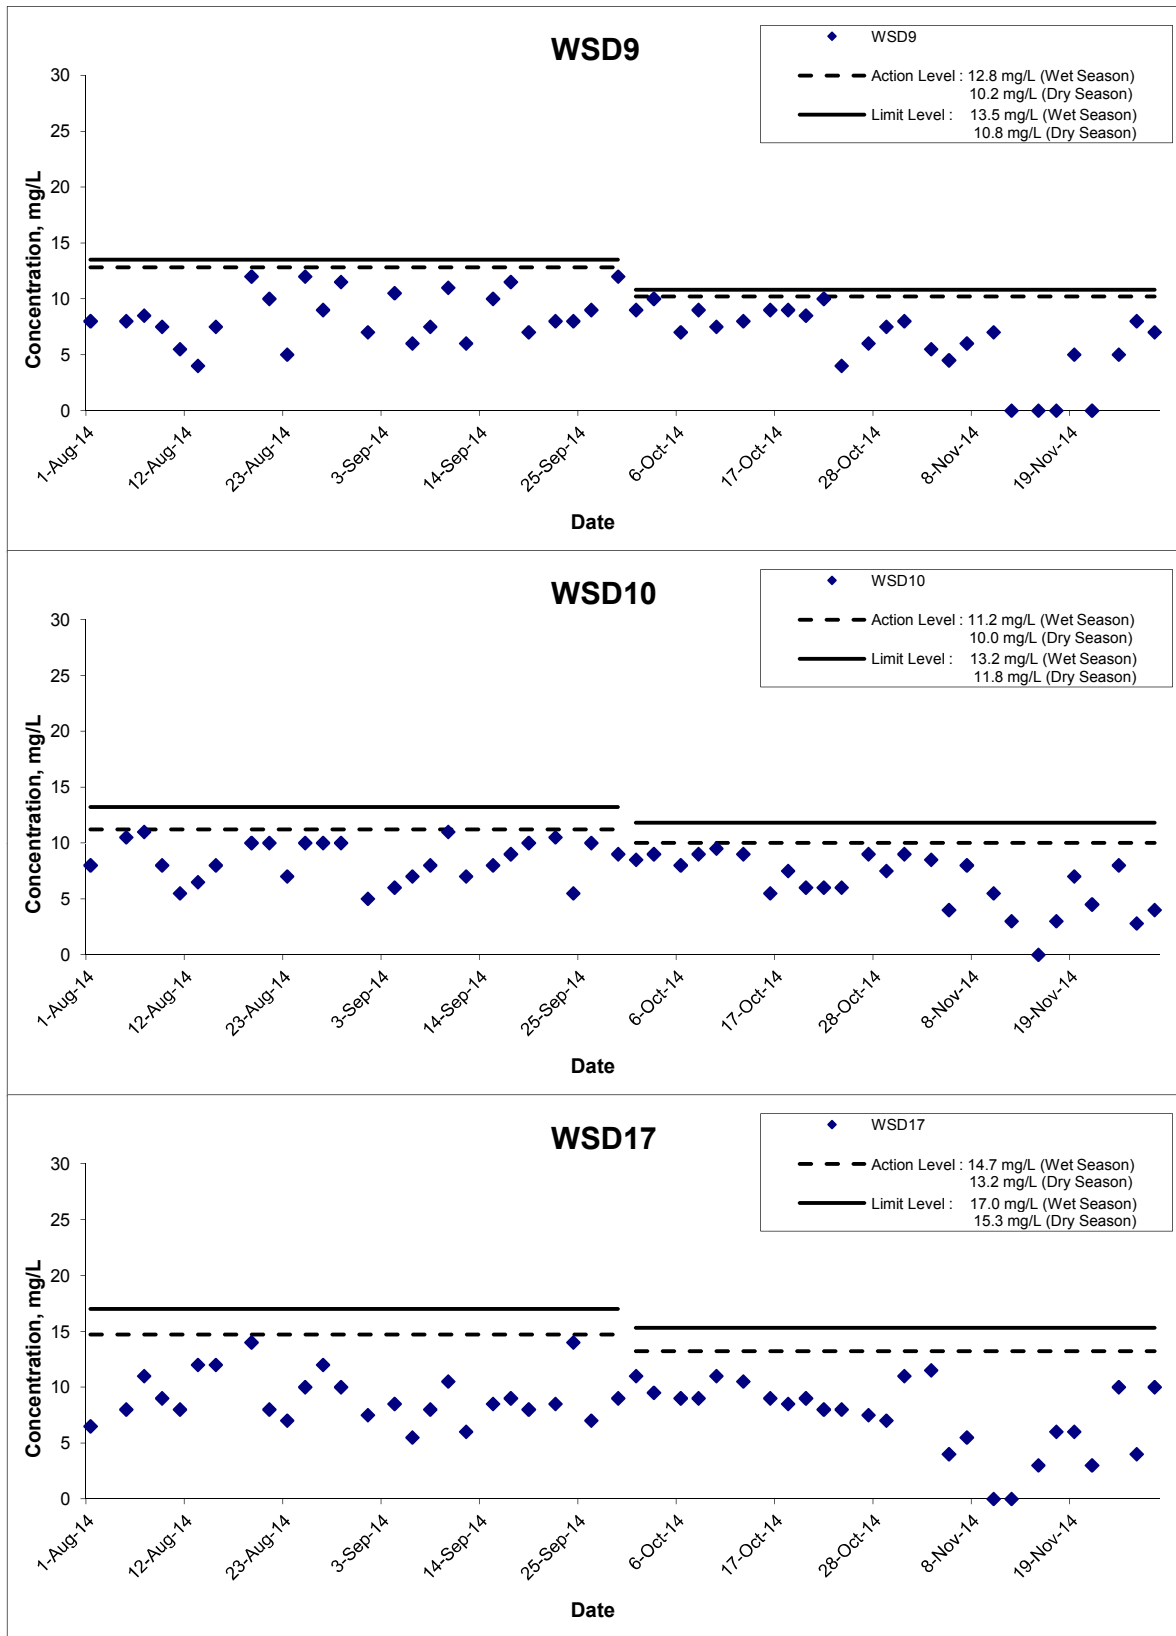 WSD9
WSD9
Action Level : 12.8 mg/L (Wet Season)
10.2 mg/L (Dry Season)
Limit Level : 13.5 mg/L (Wet Season)
10.8 mg/L (Dry Season)
Concentration, mg/L
30
25
20
15
10
5
0
1-Aug-14
12-Aug-14
23-Aug-14
3-Sep-14
14-Sep-14
25-Sep-14
6-Oct-14
17-Oct-14
28-Oct-14
8-Nov-14
19-Nov-14
Date
WSD10
WSD10
Action Level : 11.2 mg/L (Wet Season)
10.0 mg/L (Dry Season)
Limit Level : 13.2 mg/L (Wet Season)
11.8 mg/L (Dry Season)
Concentration, mg/L
30
25
20
15
10
5
0
1-Aug-14
12-Aug-14
23-Aug-14
3-Sep-14
14-Sep-14
25-Sep-14
6-Oct-14
17-Oct-14
28-Oct-14
8-Nov-14
19-Nov-14
Date
WSD17
WSD17
Action Level : 14.7 mg/L (Wet Season)
13.2 mg/L (Dry Season)
Limit Level : 17.0 mg/L (Wet Season)
15.3 mg/L (Dry Season)
Concentration, mg/L
30
25
20
15
10
5
0
1-Aug-14
12-Aug-14
23-Aug-14
3-Sep-14
14-Sep-14
25-Sep-14
6-Oct-14
17-Oct-14
28-Oct-14
8-Nov-14
19-Nov-14
Date